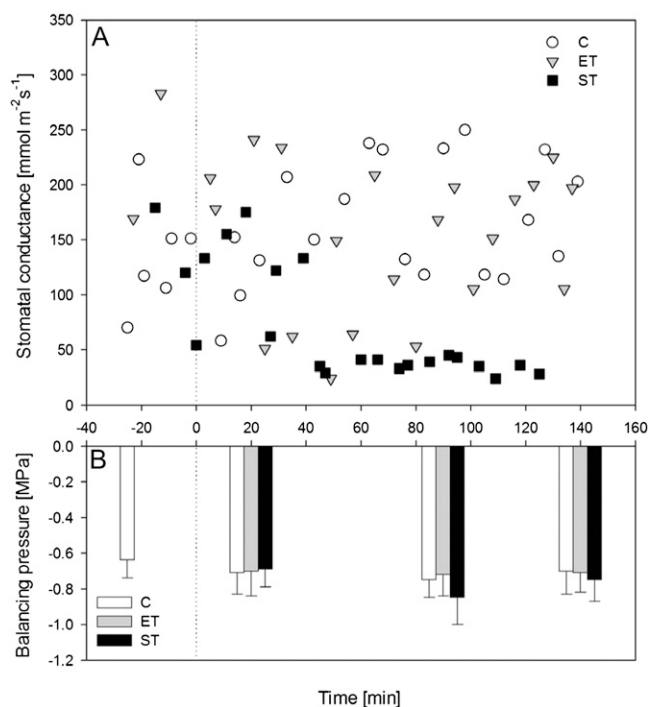 A
C
ET
ST
Stomatal conductance [mmol m⁻²s⁻¹]
350
300
250
200
150
100
50
0
-40 -20 0 20 40 60 80 100 120 140 160
B
C
ET
ST
Balancing pressure [MPa]
0.0
-0.2
-0.4
-0.6
-0.8
-1.0
-1.2
Time [min]